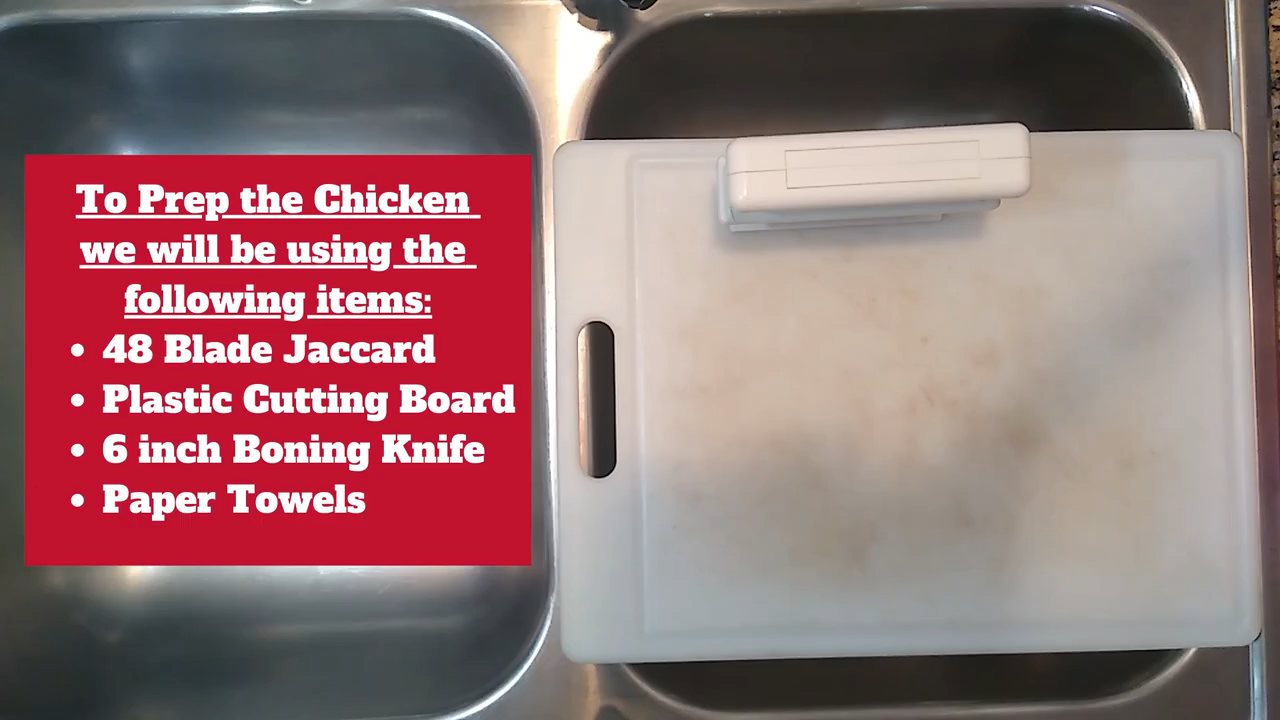 To Prep the Chicken
we will be using the
following items:
• 48 Blade Jaccard
• Plastic Cutting Board
• 6 inch Boning Knife
• Paper Towels